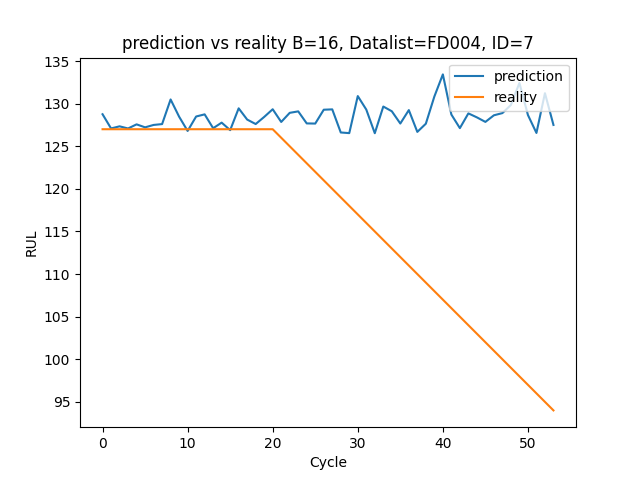 prediction vs reality B=16, Datalist=FD004, ID=7
prediction
reality
RUL
135
130
125
120
115
110
105
100
95
0 10 20 30 40 50
Cycle